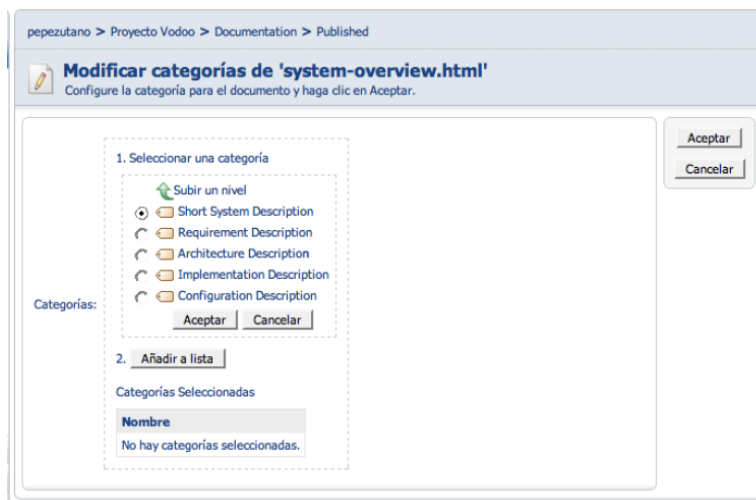 pepezutano > Proyecto Vodoo > Documentation > Published
Modificar categorías de 'system-overview.html'
Configure la categoría para el documento y haga clic en Aceptar.
Aceptar
Cancelar
Categorías:
1. Seleccionar una categoría
Subir un nivel
Short System Description
Requirement Description
Architecture Description
Implementation Description
Configuration Description
Aceptar Cancelar
2. Añadir a lista
Categorías Seleccionadas
Nombre
No hay categorías seleccionadas.